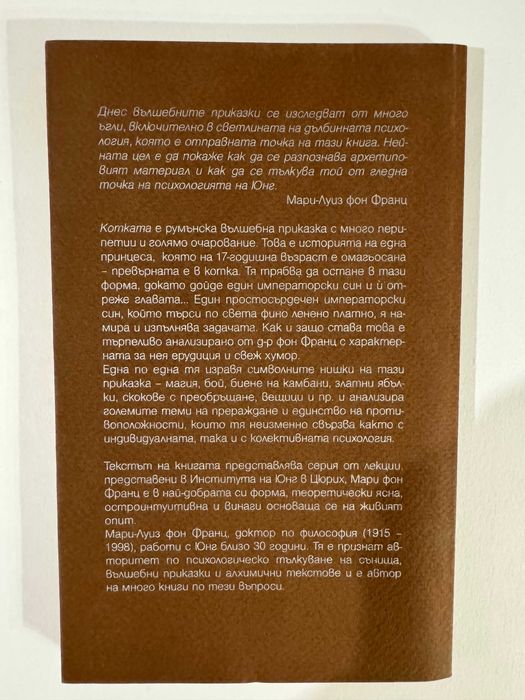 Днес вълшебните приказки се изследват от много
ъгли, включително в светлината на дълбинната психо-
логия, която е отправната точка на тази книга. Ней-
ната цел е да покаже как да се разпознава архетипо-
вият материал и как да се тълкува той от гледна
точка на психологията на Юнг.
Мари-Луиз фон Франц
Котката е румънска вълшебна приказка с много пери-
петии и голямо очарование. Това е историята на една
принцеса, която на 17-годишна възраст е омагьосана
- превърната е в котка. Тя трябва да остане в тази
форма, докато дойде един императорски син и ѝ от-
реже главата... Един простосърдечен императорски
син, който търси по света фино ленено платно, я на-
мира и изпълнява задачата. Как и защо става това е
търпеливо анализирано от д-р фон Франц с характер-
ната за нея ерудиция и свеж хумор.
Една по една тя изравя символните нишки на тази
приказка - магия, бой, биене на камбани, златни ябъл-
ки, скокове с преобръщане, вещици и пр. и анализира
големите теми на прераждане и единство на проти-
воположности, които тя неизменно свързва както с
индивидуалната, така и с колективната психология.
Текстът на книгата представлява серия от лекции,
представени в Института на Юнг в Цюрих, Мари фон
Франц е в най-добрата си форма, теоретически ясна,
остроинтуитивна и винаги основаваща се на живият
опит.
Мари-Луиз фон Франц, доктор по философия (1915 -
1998), работи с Юнг близо 30 години. Тя е признат ав-
торитет по психологическо тълкуване на сънища,
вълшебни приказки и алхимични текстове и е автор
на много книги по тези въпроси.